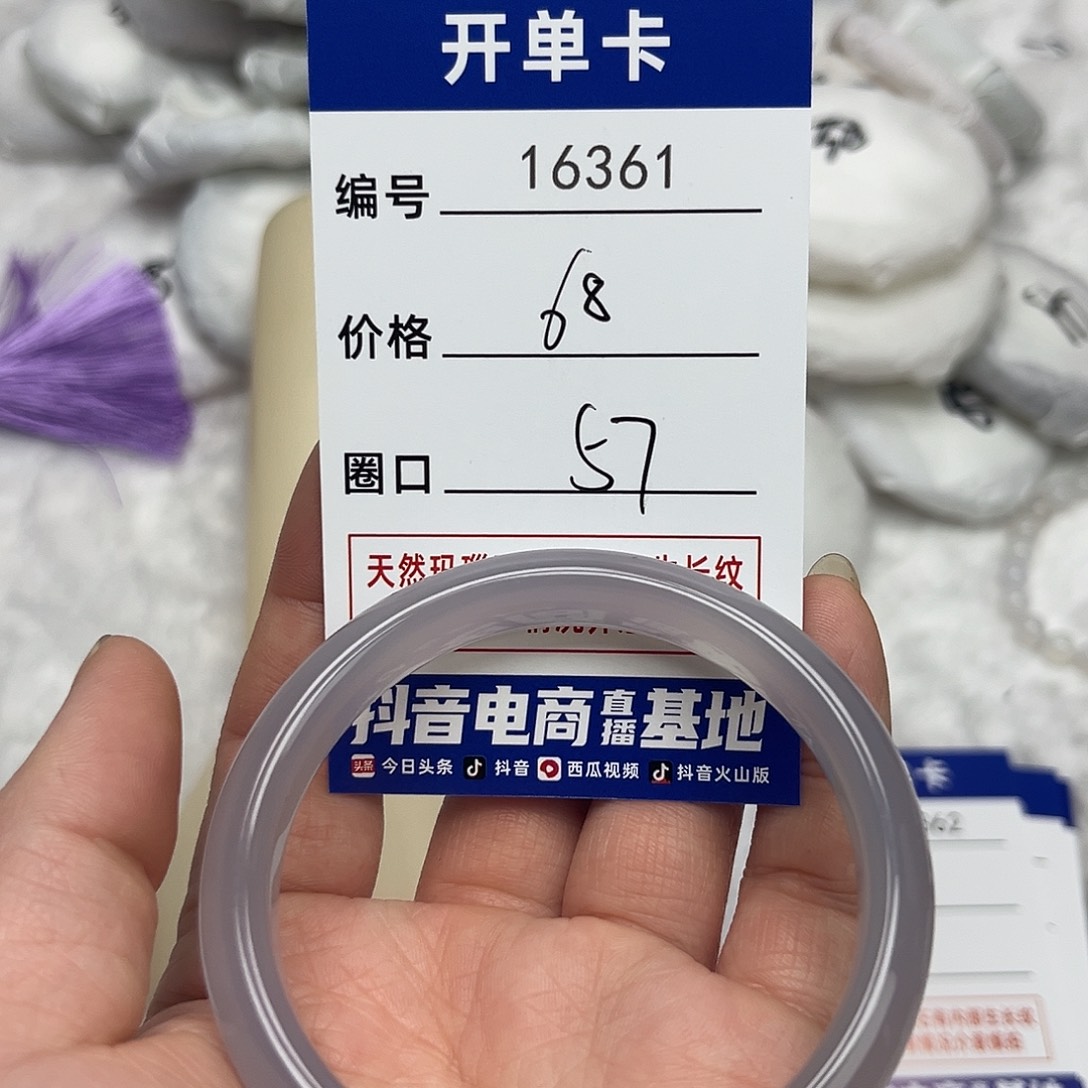 开单卡
编号 16361
价格 68
圈口 57
天然玛 长纹
抖音电商直播基地
今日头条 抖音 西瓜视频 抖音火山版
卡